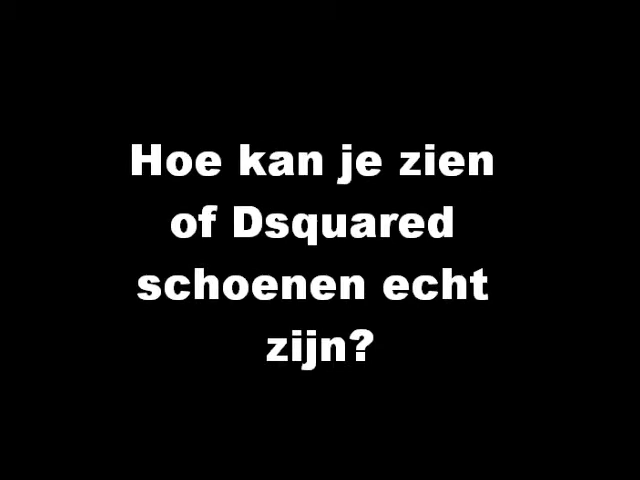 Hoe kan je zien
of Dsquared
schoenen echt
zijn?